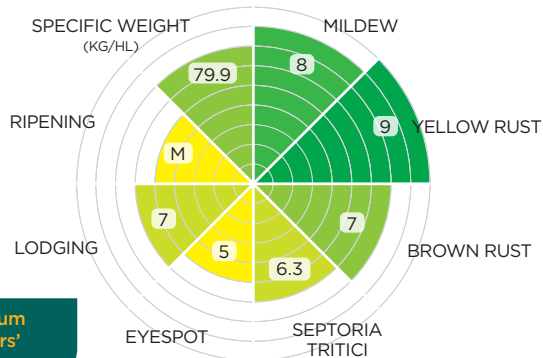 SPECIFIC WEIGHT
(KG/HL)
MILDEW
79.9
8
RIPENING
M
9
YELLOW RUST
7
7
LODGING
BROWN RUST
5
6.3
EYESPOT
SEPTORIA
TRITICI